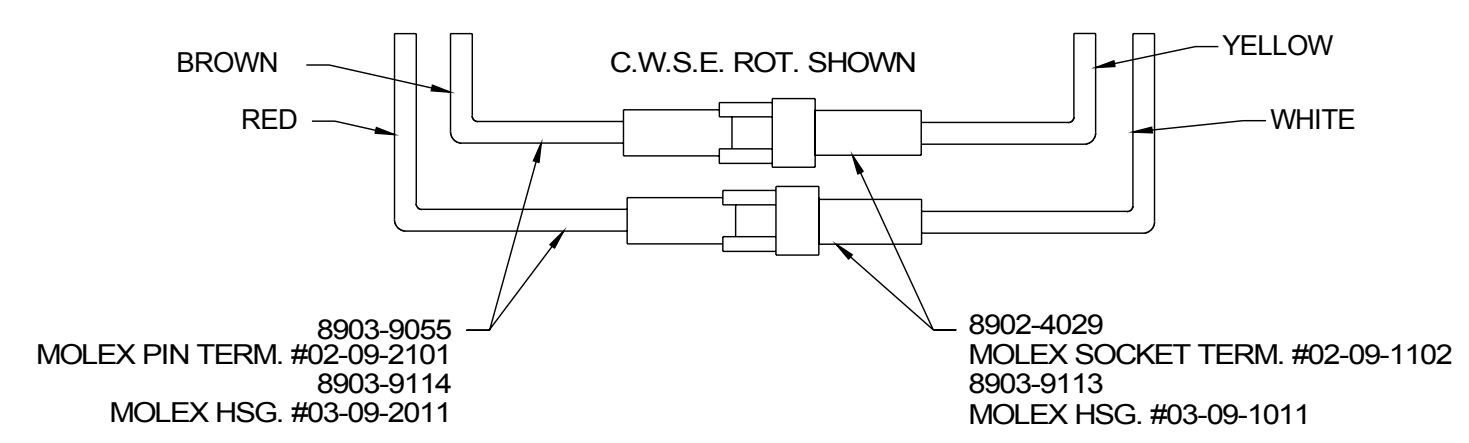 BROWN
C.W.S.E. ROT. SHOWN
YELLOW
RED
WHITE
8903-9055
MOLEX PIN TERM. #02-09-2101
8903-9114
MOLEX HSG. #03-09-2011
8902-4029
MOLEX SOCKET TERM. #02-09-1102
8903-9113
MOLEX HSG. #03-09-1011